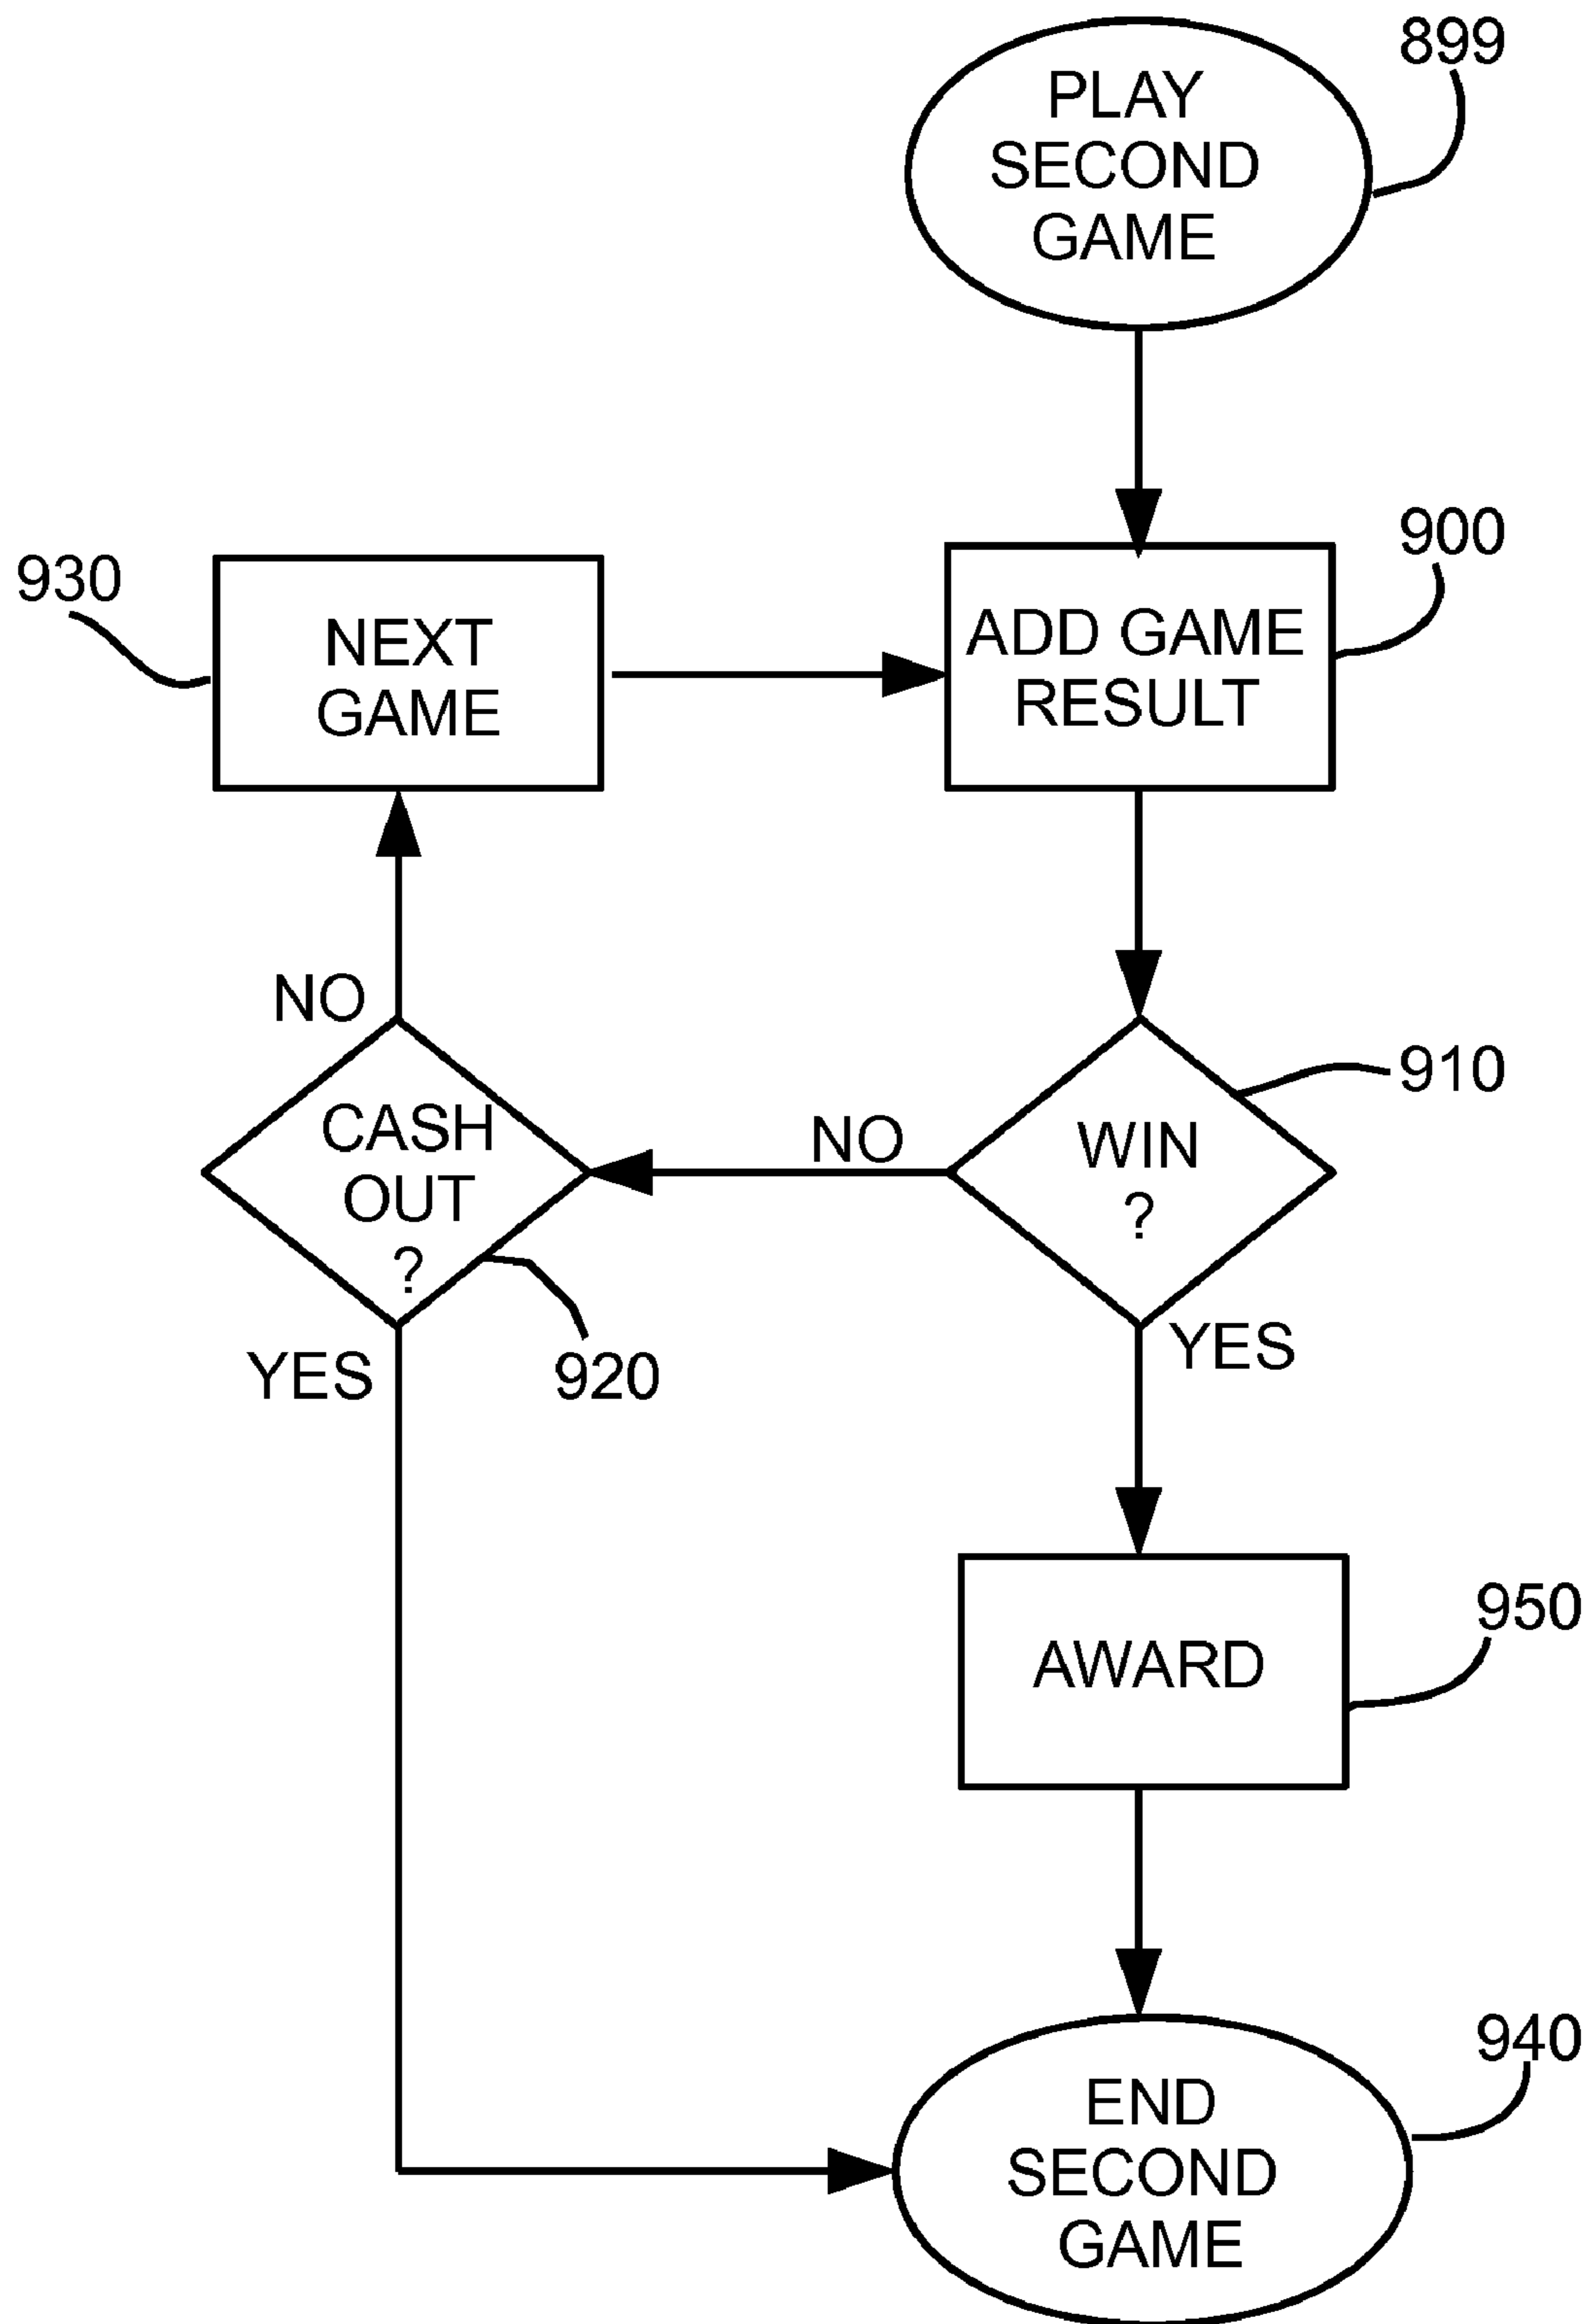 PLAY
SECOND
GAME
899
930
NEXT
GAME
ADD GAME
RESULT
900
NO
CASH
OUT
?
YES
920
NO
WIN
?
910
YES
AWARD
950
END
SECOND
GAME
940